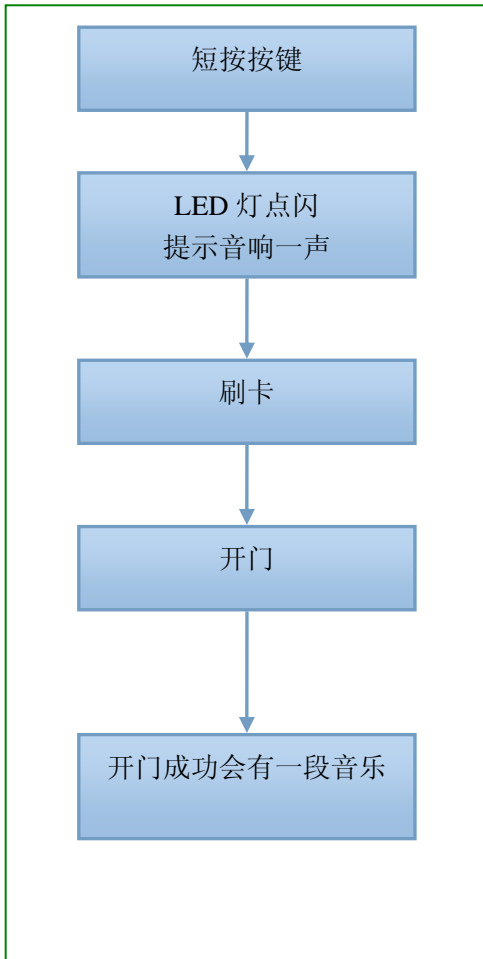 短按按键
LED 灯点闪
提示音响一声
刷卡
开门
开门成功会有一段音乐